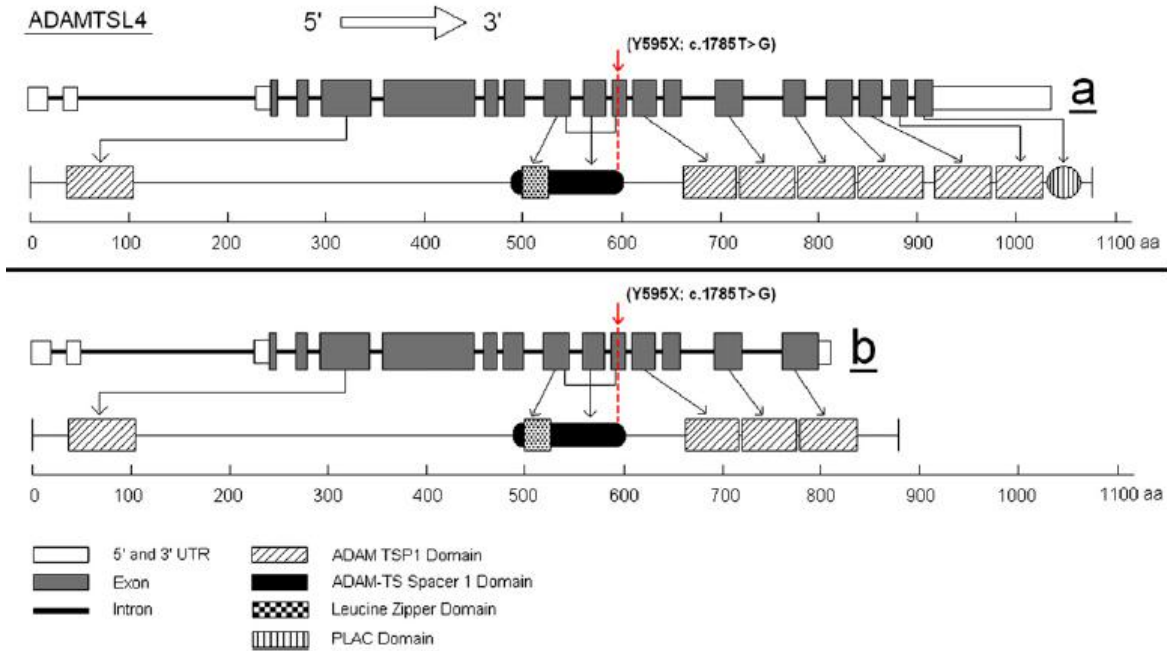 ADAMTSL4 5' 3'
(Y595X; c.1785T> G)
a
0 100 200 300 400 500 600 700 800 900 1000 1100 aa
(Y595X; c.1785T> G)
b
0 100 200 300 400 500 600 700 800 900 1000 1100 aa
5' and 3' UTR ADAM TSP1 Domain
Exon ADAM-TS Spacer 1 Domain
Intron Leucine Zipper Domain
PLAC Domain